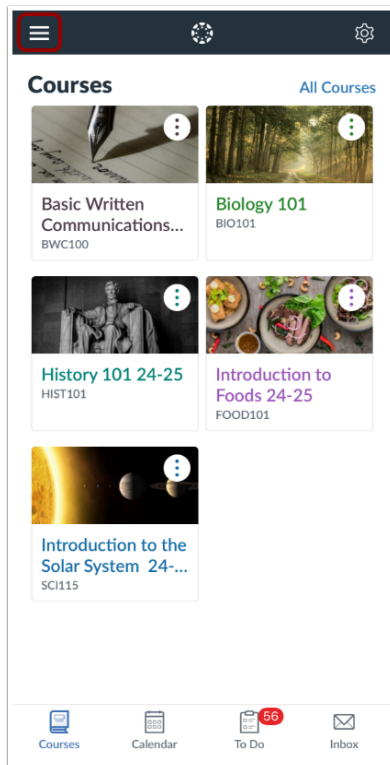 Courses
All Courses
Basic Written
Communications...
BWC100
Biology 101
BIO101
History 101 24-25
HIST101
Introduction to
Foods 24-25
FOOD101
Introduction to the
Solar System 24-...
SCI115
56
Courses
Calendar
To Do
Inbox